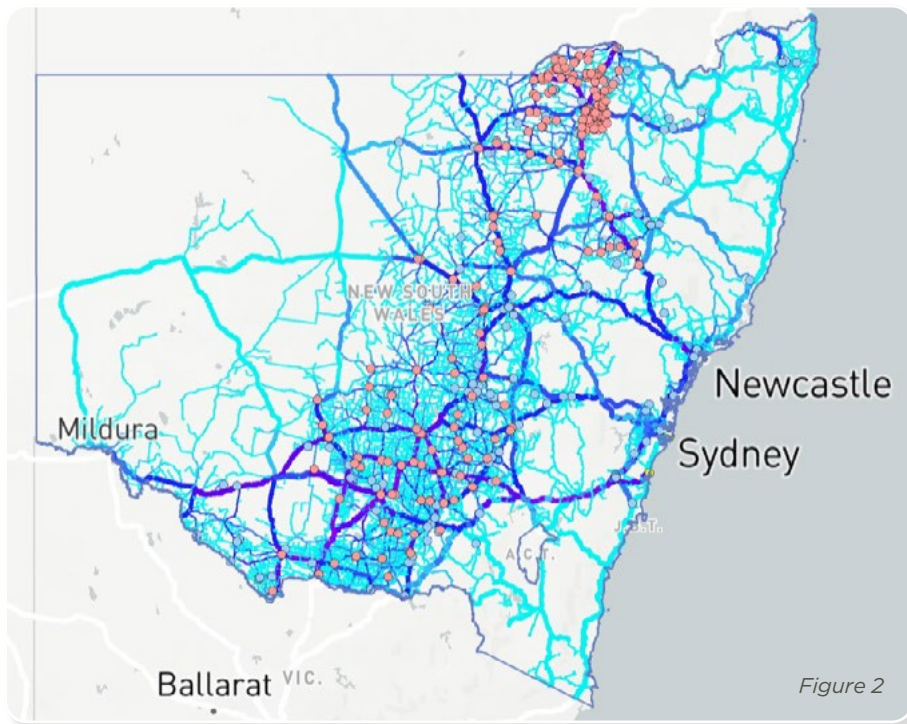 NEW SOUTH
WALES
Newcastle
Mildura
Sydney
J.B.T.
A.C.T.
Ballarat VIC.
Figure 2